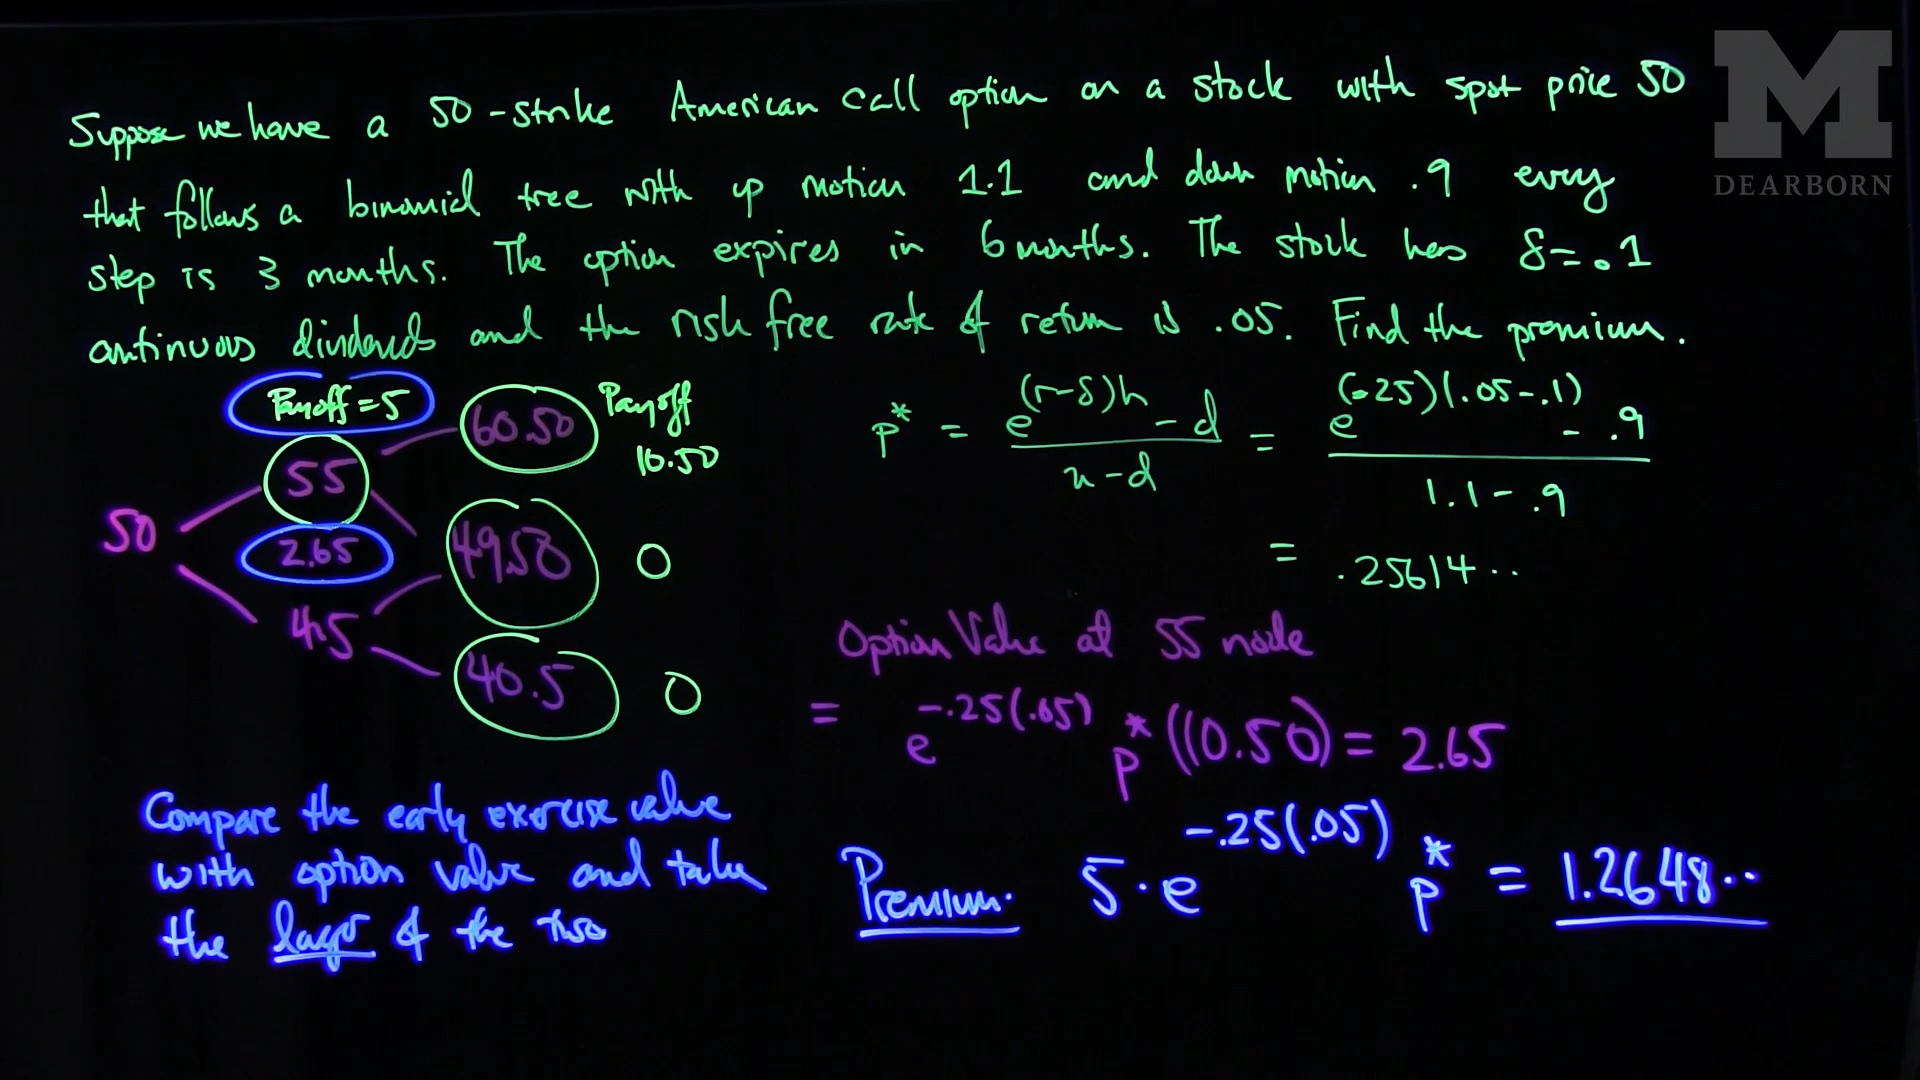 Suppose we have a 50-strike American call option on a stock with spot price 50
that follows a binomial tree with up motion 1.1 and down motion .9 every
step is 3 months. The option expires in 6 months. The stock has δ=.1
continuous dividends and the risk free rate of return is .05. Find the premium.
M
DEARBORN
Payoff=5
60.50 Payoff
10.50
55
50
2.65
49.50 0
45
40.5 0
p* = (e^(r-δ)h - d)/(u-d) = (e^(.25)(.05-.1) - .9)/(1.1-.9)
= .25614..
Option Value at 55 node
= e^-.25(.05) p* (10.50) = 2.65
Compare the early exercise value
with option value and take
the larger of the two
Premium. 5·e^-.25(.05) p* = 1.2648..